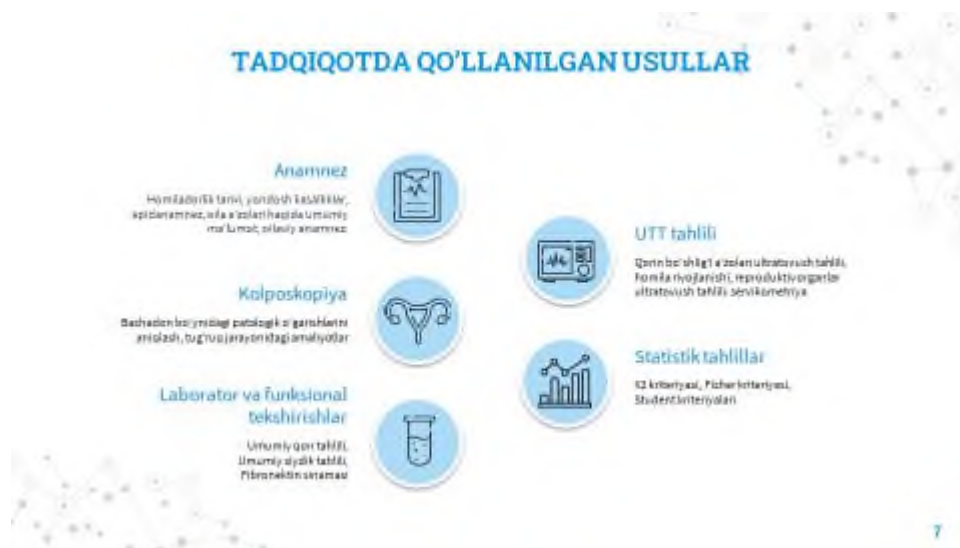 TADQIQOTDA QO'LLANILGAN USULLAR
Anamnez
Homiladorlik tarixi, yondosh kasalliklar,
epidanamnez, oila a'zolari haqida umumiy
ma'lumot, oilaviy anamnez
Kolposkopiya
Bachadon bo'ynidagi patologik o'zgarishlarni
aniqlash, tug'ruq jarayonidagi amaliyotlar
Laborator va funksional
tekshirishlar
Umumiy qon tahlili,
Umumiy siydik tahlili,
Fibronektin sinamasi
UTT tahlili
Qorin bo'shlig'i a'zolari ultratovush tahlili,
homila rivojlanishi, reproduktiv organlar
ultratovush tahlili, servikometriya
Statistik tahlillar
X2 kriteriyasi, Fisher kriteriyasi,
Student kriteriyalari
7